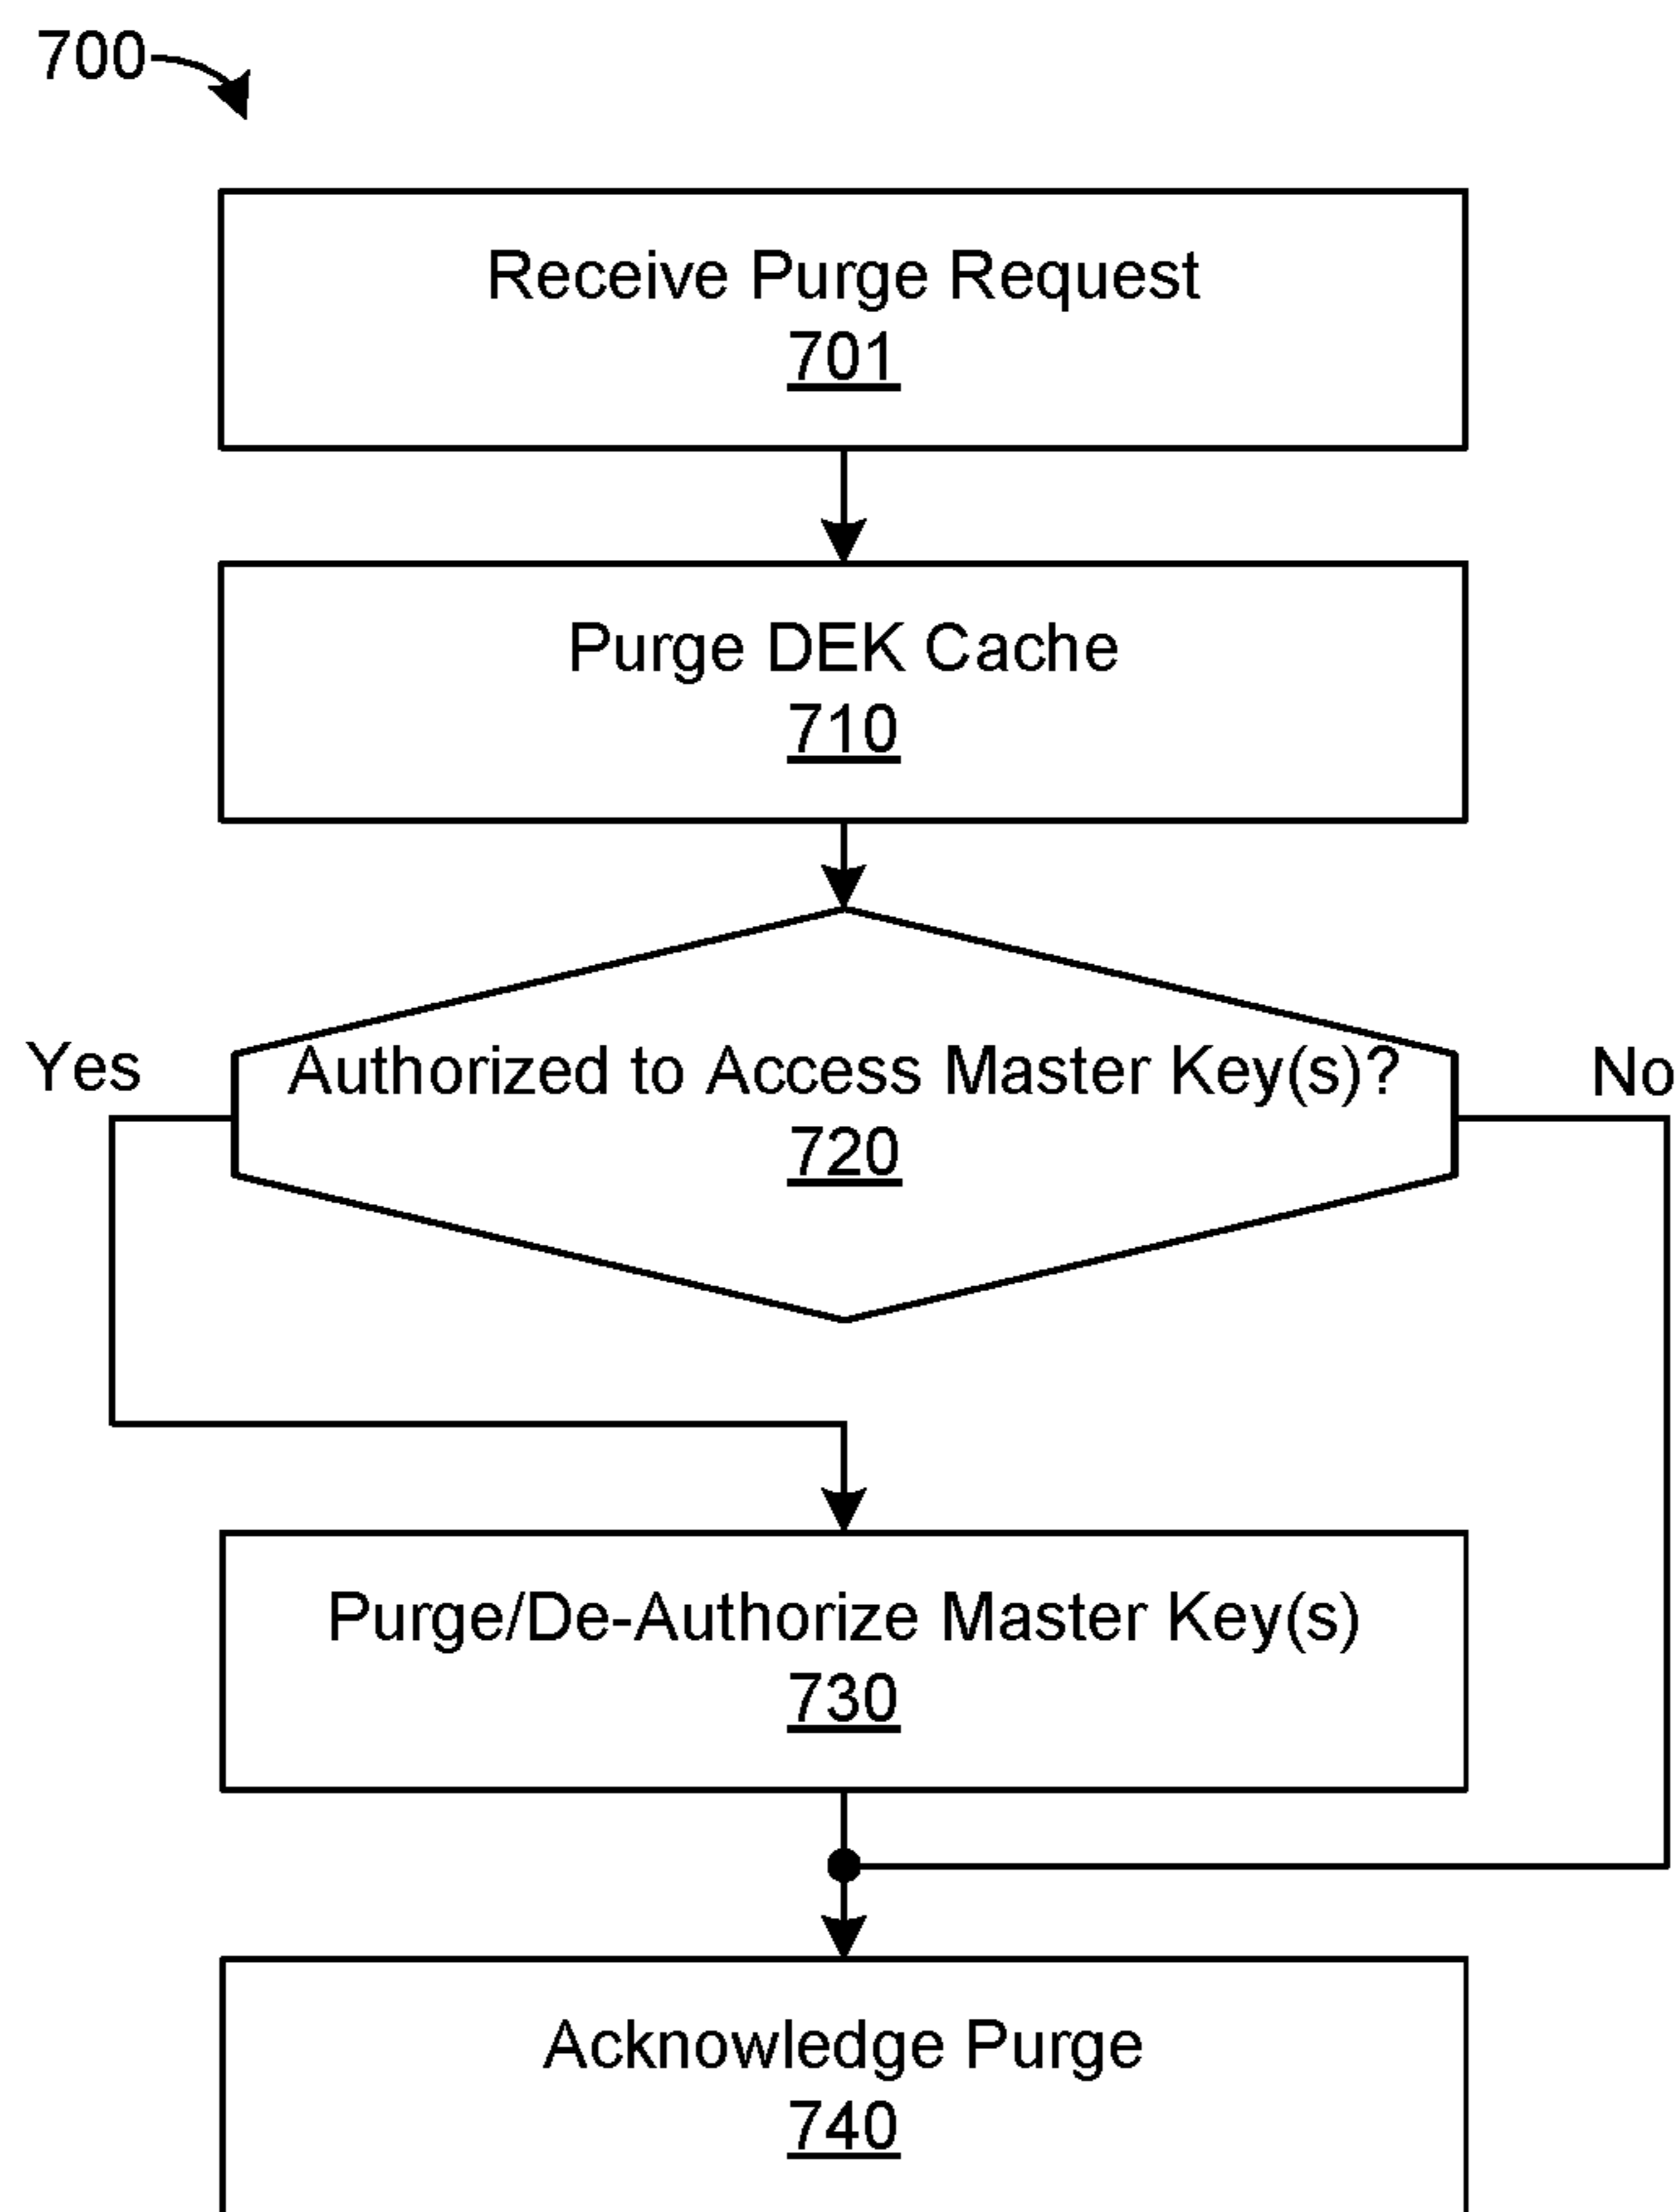 700
Receive Purge Request
701
Purge DEK Cache
710
Yes
Authorized to Access Master Key(s)?
No
720
Purge/De-Authorize Master Key(s)
730
Acknowledge Purge
740